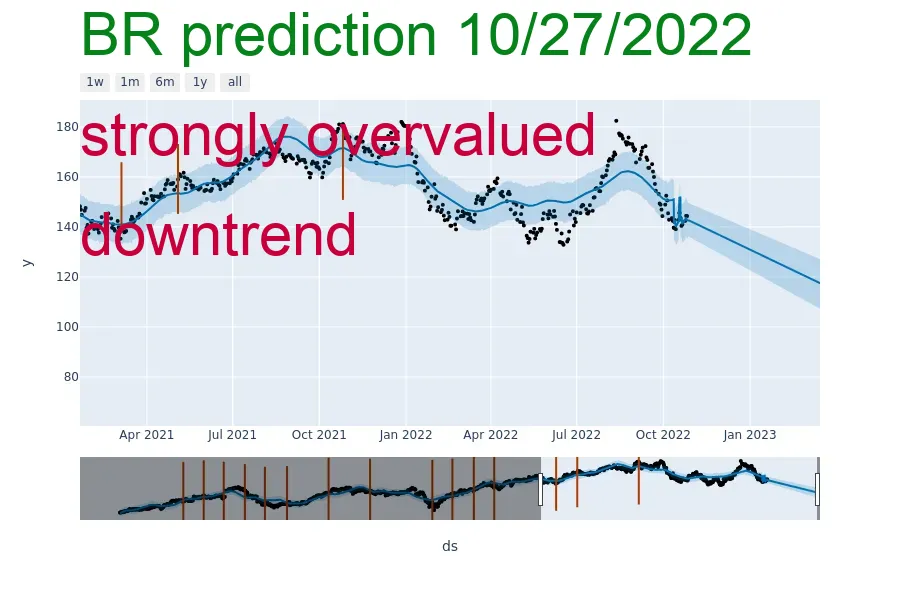 BR prediction 10/27/2022
1w 1m 6m 1y all
strongly overvalued
downtrend
180
160
140
120
100
80
y
Apr 2021 Jul 2021 Oct 2021 Jan 2022 Apr 2022 Jul 2022 Oct 2022 Jan 2023
ds